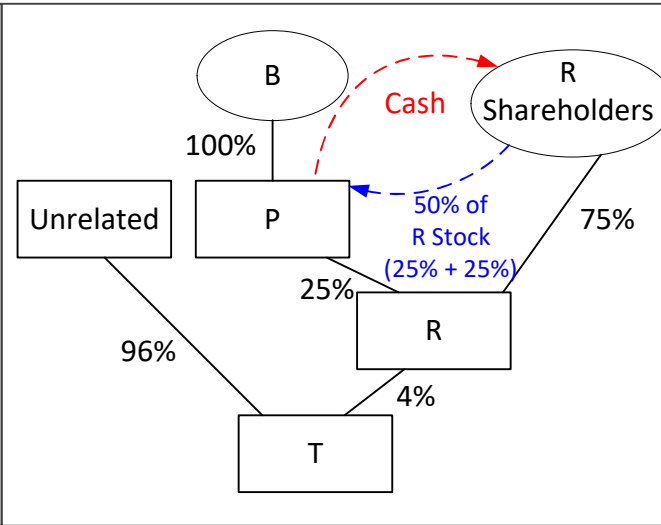 B
R
Shareholders
Cash
100%
Unrelated
P
50% of
R Stock
(25% + 25%)
75%
25%
R
96%
4%
T